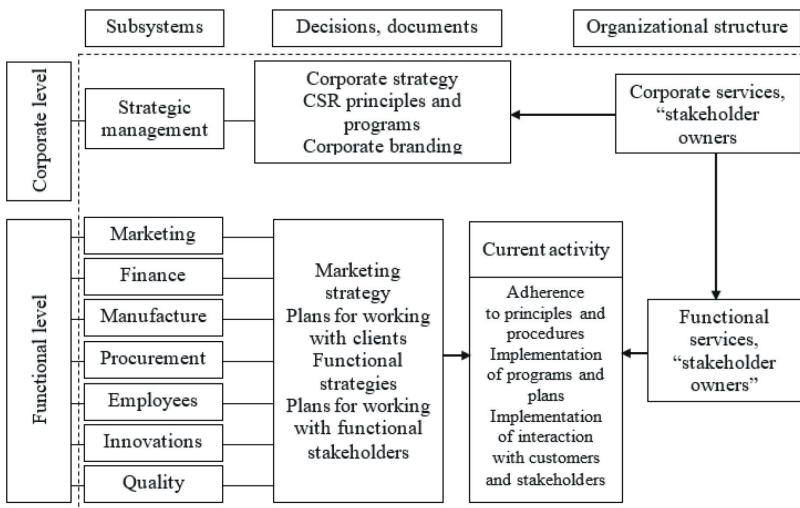 Subsystems
Decisions, documents
Organizational structure
Corporate level
Strategic
management
Corporate strategy
CSR principles and
programs
Corporate branding
Corporate services,
“stakeholder
owners
Functional level
Marketing
Finance
Manufacture
Procurement
Employees
Innovations
Quality
Marketing
strategy
Plans for working
with clients
Functional
strategies
Plans for working
with functional
stakeholders
Current activity
Adherence
to principles and
procedures
Implementation
of programs and
plans
Implementation
of interaction
with customers
and stakeholders
Functional
services,
“stakeholder
owners”